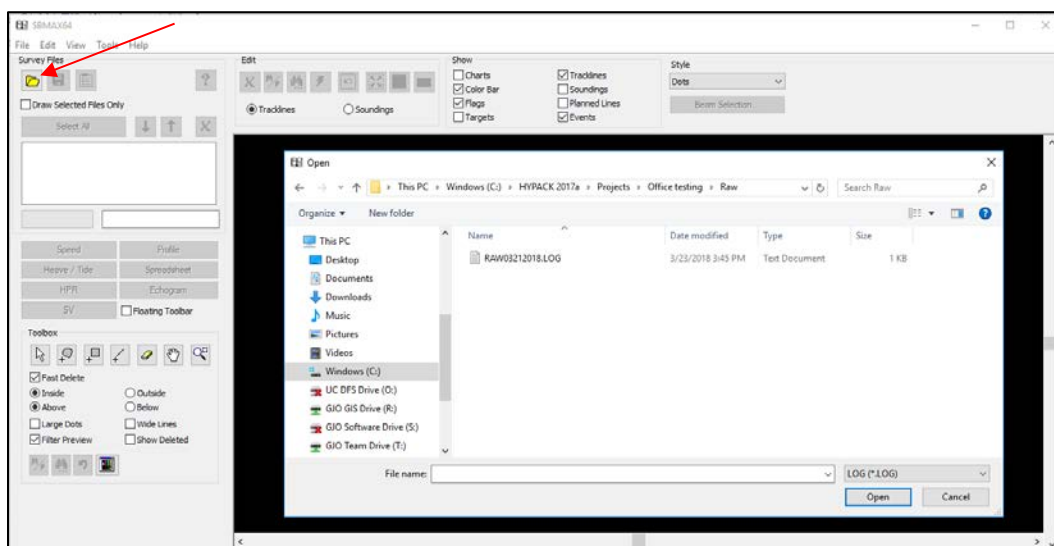 SBMAX64
File Edit View Tools Help
Survey Files
Draw Selected Files Only
Select All
Speed Profile
Heave / Tide Spreadsheet
HPR Echogram
SV Floating Toolbar
Toolbox
Fast Delete
Inside Outside
Above Below
Large Dots Wide Lines
Filter Preview Show Deleted
Edit
Tracklines Soundings
Show
Charts Tracklines
Color Bar Soundings
Flags Planned Lines
Targets Events
Style
Dots
Beam Selection
Open
This PC Windows (C:) HYPACK 2017a Projects Office testing Raw
Search Raw
Organize New folder
Name Date modified Type Size
RAW03212018.LOG 3/23/2018 3:45 PM Text Document 1 KB
This PC
Desktop
Documents
Downloads
Music
Pictures
Videos
Windows (C:)
UC DFS Drive (O:)
GJO GIS Drive (R:)
GJO Software Drive (S:)
GJO Team Drive (T:)
File name:
LOG (*.LOG)
Open Cancel